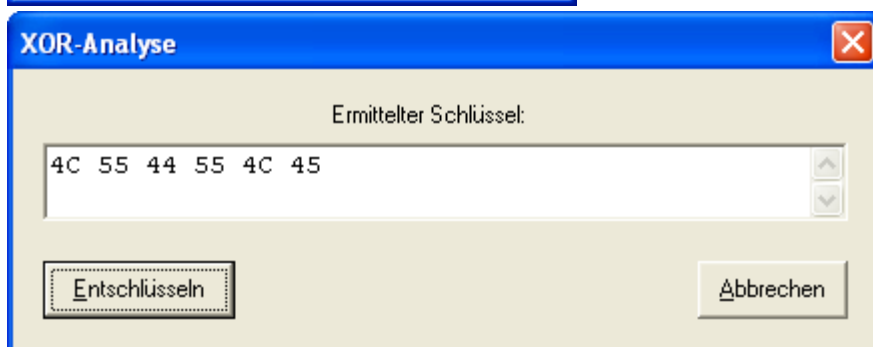 XOR-Analyse
Ermittelter Schlüssel:
4C 55 44 55 4C 45
Entschlüsseln
Abbrechen